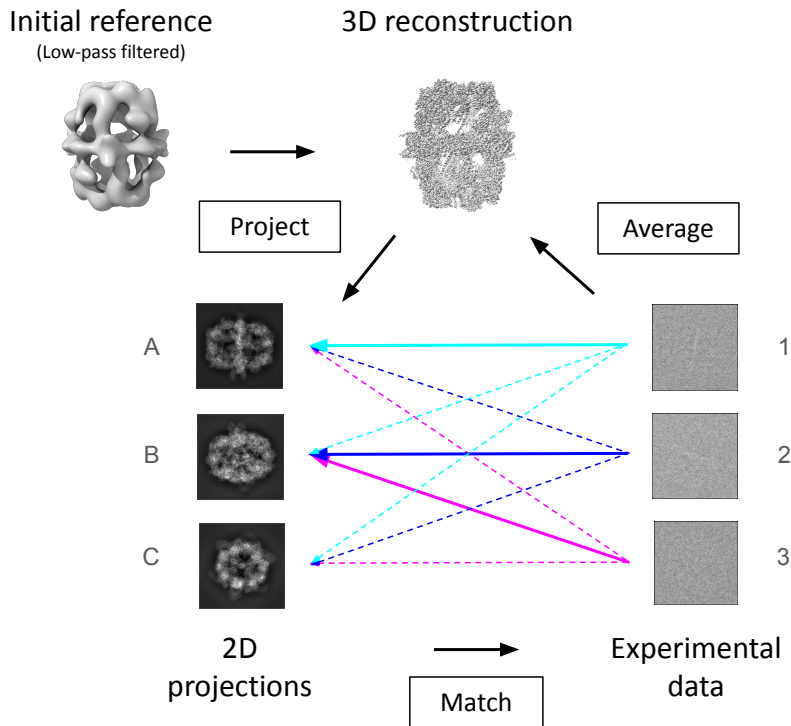 Initial reference
(Low-pass filtered)
3D reconstruction
Project
Average
A
1
B
2
C
3
2D
projections
Match
Experimental
data